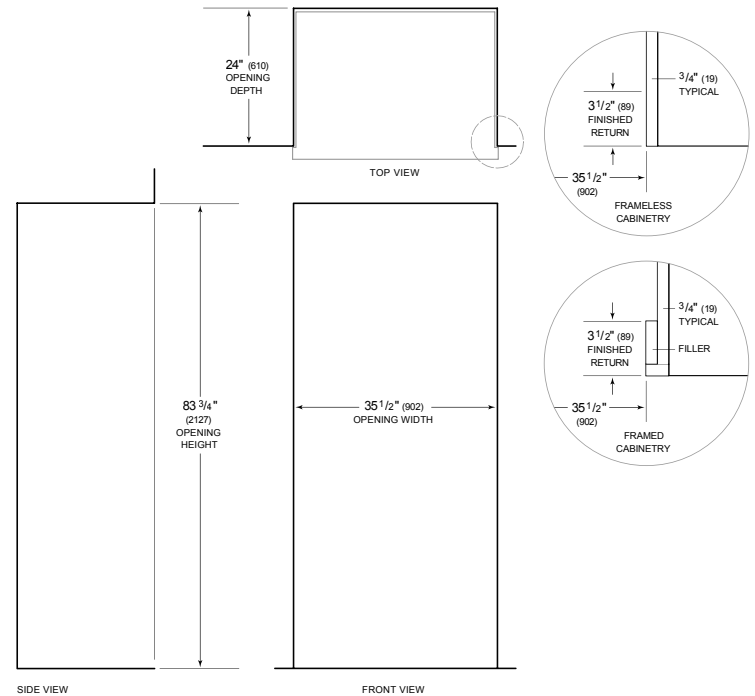 24" (610)
OPENING
DEPTH
TOP VIEW
3/4" (19)
TYPICAL
3 1/2" (89)
FINISHED
RETURN
35 1/2"
(902)
FRAMELESS
CABINETRY
3/4" (19)
TYPICAL
3 1/2" (89)
FINISHED
RETURN
FILLER
35 1/2"
(902)
FRAMED
CABINETRY
83 3/4"
(2127)
OPENING
HEIGHT
35 1/2" (902)
OPENING WIDTH
SIDE VIEW
FRONT VIEW